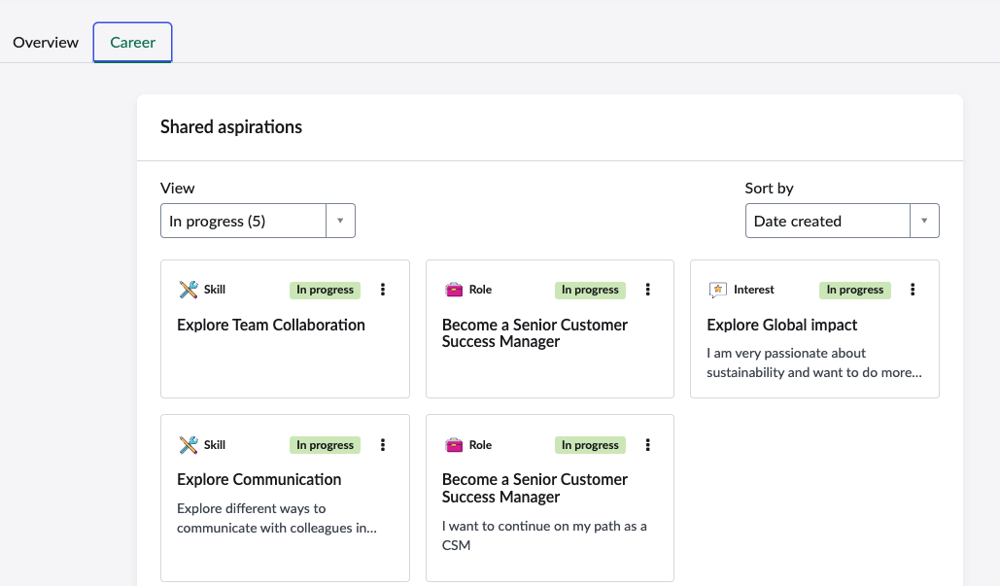 Overview
Career
Shared aspirations
View
Sort by
In progress (5)
Date created
Skill
In progress
Explore Team Collaboration
Role
In progress
Become a Senior Customer
Success Manager
Interest
In progress
Explore Global impact
I am very passionate about
sustainability and want to do more...
Skill
In progress
Explore Communication
Explore different ways to
communicate with colleagues in...
Role
In progress
Become a Senior Customer
Success Manager
I want to continue on my path as a
CSM